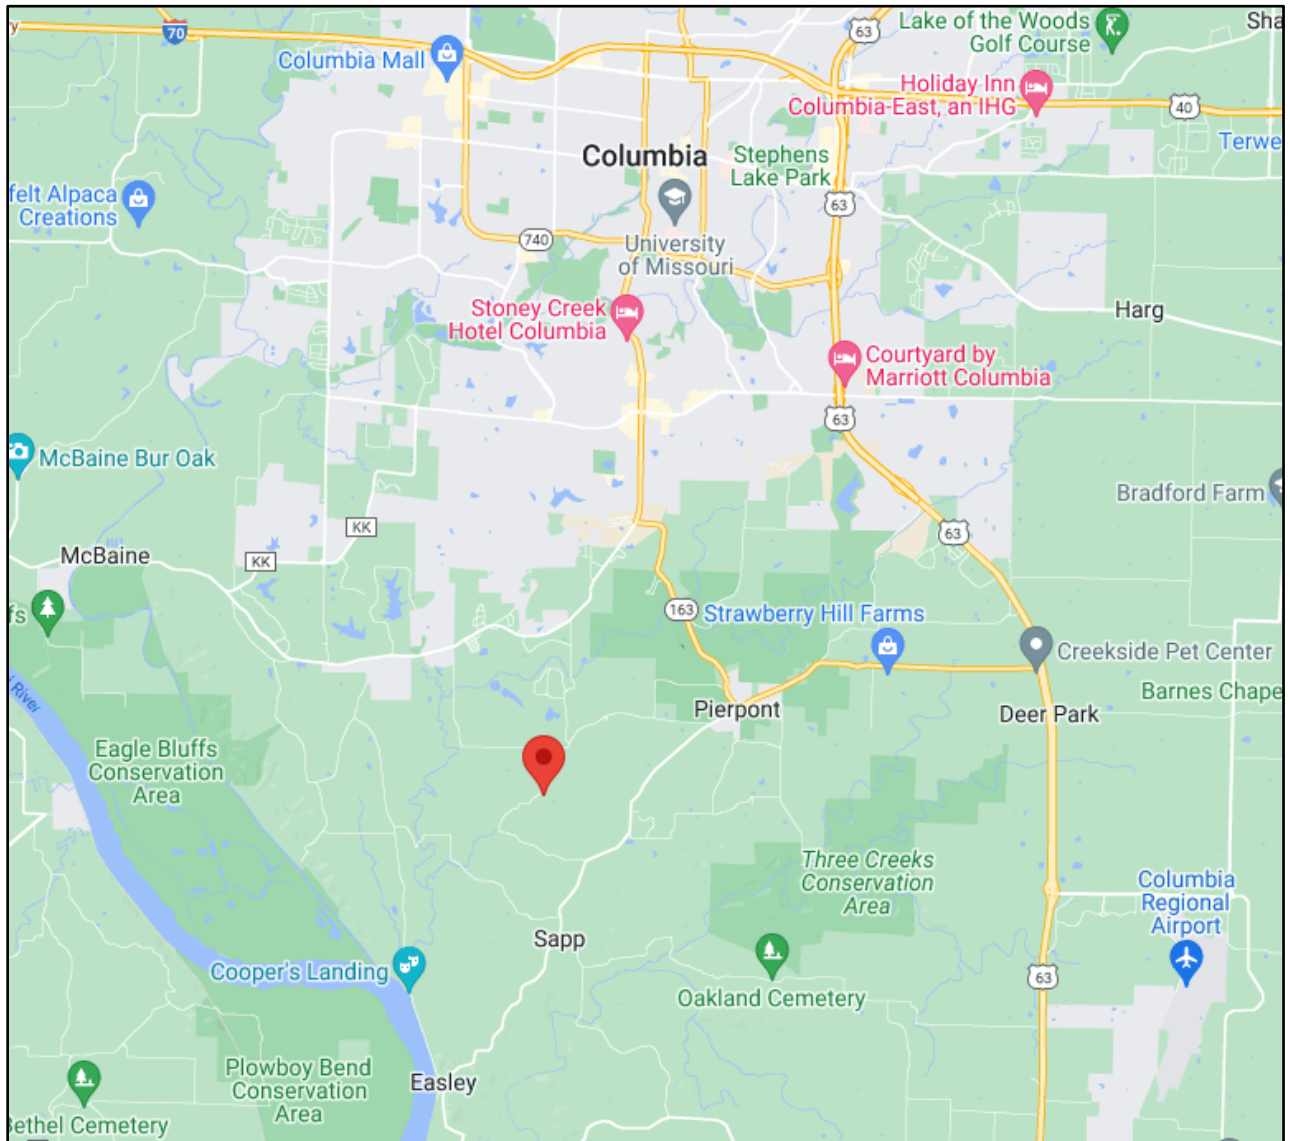 70
63
Lake of the Woods
Golf Course
Sha
Columbia Mall
Holiday Inn
Columbia-East, an IHG
40
Terwe
Columbia
Stephens
Lake Park
felt Alpaca
Creations
63
740
University
of Missouri
Stoney Creek
Hotel Columbia
Harg
Courtyard by
Marriott Columbia
63
McBaine Bur Oak
Bradford Farm
KK
63
McBaine
KK
fs
163
Strawberry Hill Farms
Creekside Pet Center
River
Barnes Chape
Pierpont
Deer Park
Eagle Bluffs
Conservation
Area
Three Creeks
Conservation
Area
Columbia
Regional
Airport
Sapp
Cooper's Landing
63
Oakland Cemetery
Plowboy Bend
Conservation
Area
Easley
Bethel Cemetery